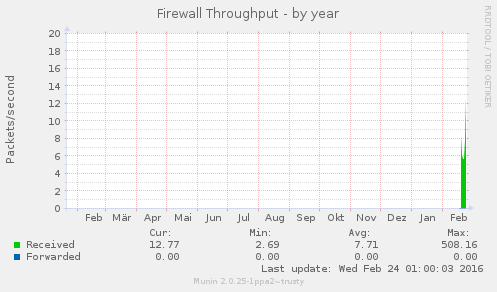 Firewall Throughput - by year
RRDTOOL / TOBI OETIKER
Packets/second
20
18
16
14
12
10
8
6
4
2
0
Feb Mär Apr Mai Jun Jul Aug Sep Okt Nov Dez Jan Feb
Cur: Min: Avg: Max:
Received 12.77 2.69 7.71 508.16
Forwarded 0.00 0.00 0.00 0.00
Last update: Wed Feb 24 01:00:03 2016
Munin 2.0.25-1ppa2~trusty